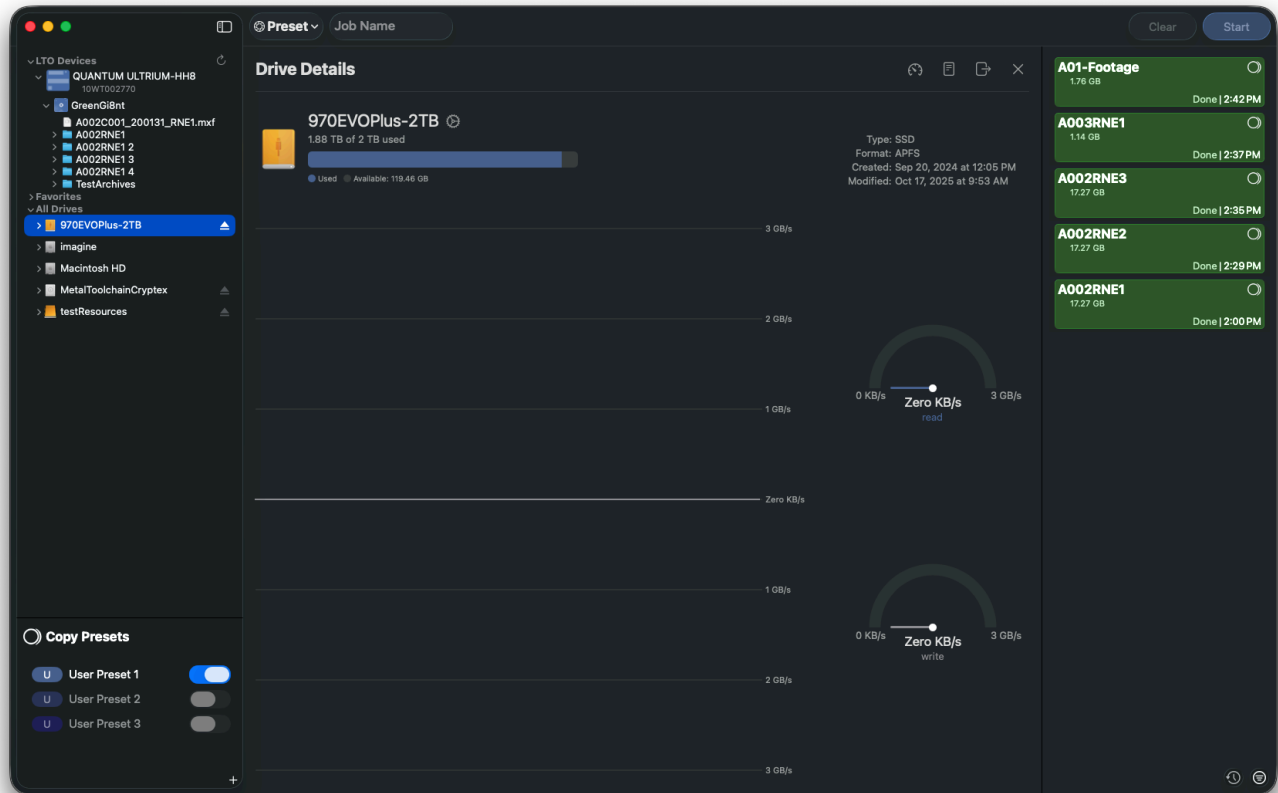 Preset
Job Name
Clear
Start
LTO Devices
QUANTUM ULTRIUM-HH8
10WT002770
GreenGi8nt
A002C001_200131_RNE1.mxf
A002RNE1
A002RNE1 2
A002RNE1 3
A002RNE1 4
TestArchives
Favorites
All Drives
970EVOPlus-2TB
imagine
Macintosh HD
MetalToolchainCryptex
testResources
Copy Presets
U User Preset 1
U User Preset 2
U User Preset 3
+
Drive Details
970EVOPlus-2TB
1.88 TB of 2 TB used
Used Available: 119.46 GB
Type: SSD
Format: APFS
Created: Sep 20, 2024 at 12:05 PM
Modified: Oct 17, 2025 at 9:53 AM
3 GB/s
2 GB/s
1 GB/s
Zero KB/s
1 GB/s
2 GB/s
3 GB/s
0 KB/s
Zero KB/s
3 GB/s
read
0 KB/s
Zero KB/s
3 GB/s
write
A01-Footage
1.76 GB
Done | 2:42 PM
A003RNE1
1.14 GB
Done | 2:37 PM
A002RNE3
17.27 GB
Done | 2:35 PM
A002RNE2
17.27 GB
Done | 2:29 PM
A002RNE1
17.27 GB
Done | 2:00 PM